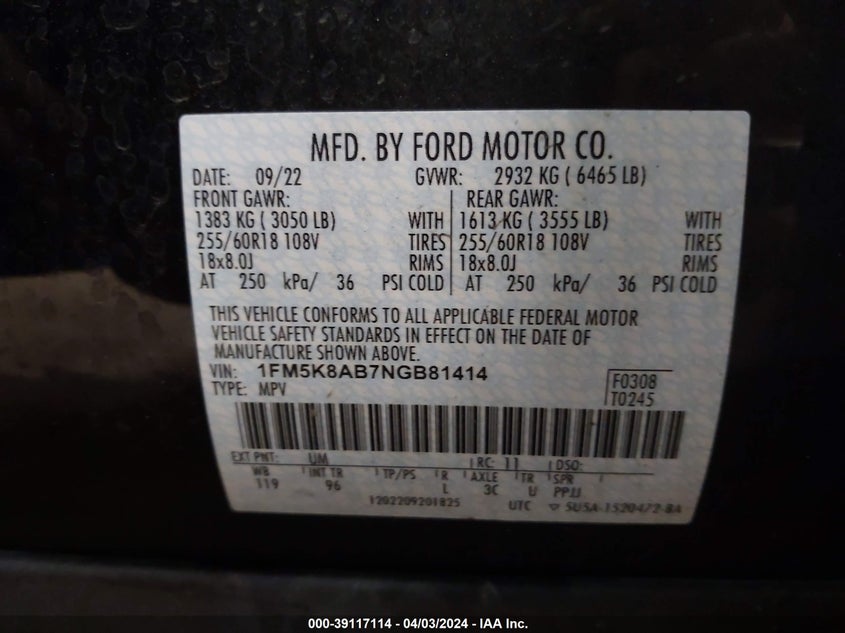 MFD. BY FORD MOTOR CO.
DATE: 09/22 GVWR: 2932 KG ( 6465 LB)
FRONT GAWR: REAR GAWR:
1383 KG ( 3050 LB) WITH 1613 KG ( 3555 LB) WITH
255/60R18 108V TIRES 255/60R18 108V TIRES
18x8.0J RIMS 18x8.0J RIMS
AT 250 kPa/ 36 PSI COLD AT 250 kPa/ 36 PSI COLD
THIS VEHICLE CONFORMS TO ALL APPLICABLE FEDERAL MOTOR
VEHICLE SAFETY STANDARDS IN EFFECT ON THE DATE OF
MANUFACTURE SHOWN ABOVE.
VIN: 1FM5K8AB7NGB81414
TYPE: MPV
F0308
T0245
EXT PNT: UM RC: 11 DSO:
WB INT TR TP/PS R AXLE TR SPR
119 96 L 3C U PPJJ
1202209201825 UTC ▽ 5U5A-1520472-BA
000-39117114 - 04/03/2024 - IAA Inc.